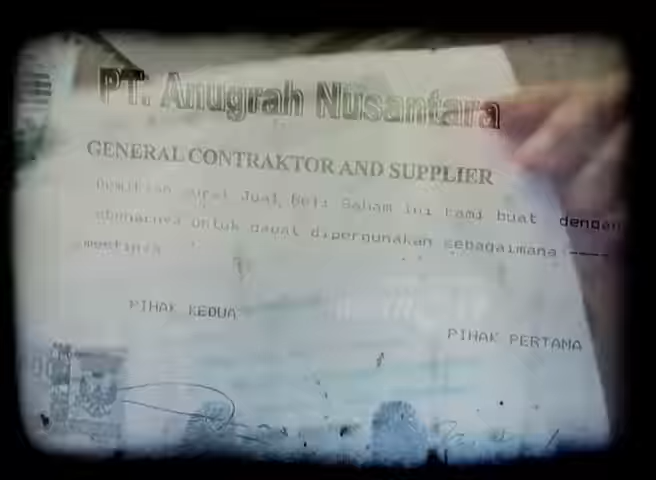 PT. Anugrah Nusantara
GENERAL CONTRAKTOR AND SUPPLIER
Demikian surat Jual Beli Saham ini kami buat dengan
ebenarnya untuk dapat dipergunakan sebagaimana ----
mestinya
PIHAK KEDUA
PIHAK PERTAMA